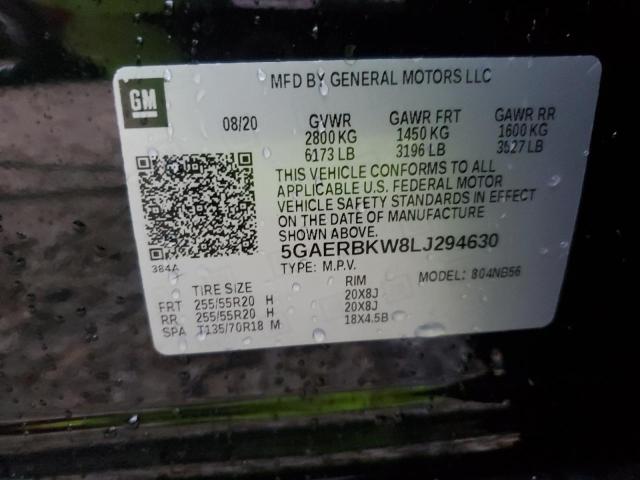 GM
MFD BY GENERAL MOTORS LLC
08/20 GVWR GAWR FRT GAWR RR
2800 KG 1450 KG 1600 KG
6173 LB 3196 LB 3527 LB
THIS VEHICLE CONFORMS TO ALL
APPLICABLE U.S. FEDERAL MOTOR
VEHICLE SAFETY STANDARDS IN EFFECT
ON THE DATE OF MANUFACTURE
SHOWN ABOVE.
384A
5GAERBKW8LJ294630
TYPE: M.P.V. MODEL: 804NB56
TIRE SIZE RIM
FRT 255/55R20 H 20X8J
RR 255/55R20 H 20X8J
SPA T135/70R18 M 18X4.5B